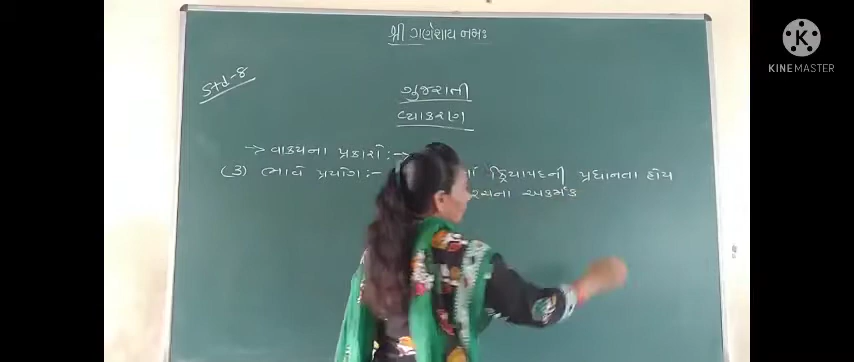 શ્રી ગણેશાય નમઃ
Std-8
ગુજરાતી
વ્યાકરણ
→ વાક્યના પ્રકારો :→
(૩) ભાવે પ્રયોગ :- ક્રિયાપદની પ્રધાનતા હોય
અકર્મક
KINEMASTER